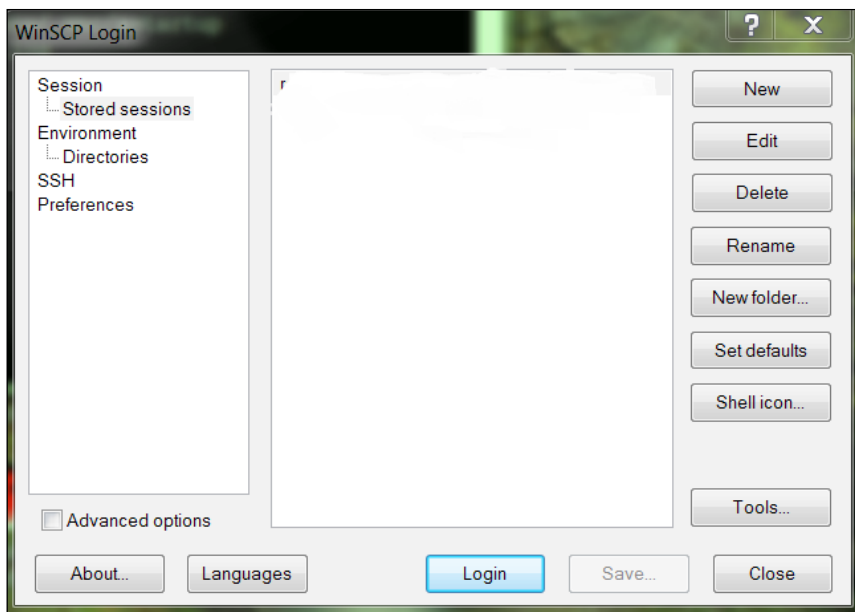 WinSCP Login
?
X
Session
Stored sessions
Environment
Directories
SSH
Preferences
r
New
Edit
Delete
Rename
New folder...
Set defaults
Shell icon...
Tools...
Advanced options
About...
Languages
Login
Save...
Close